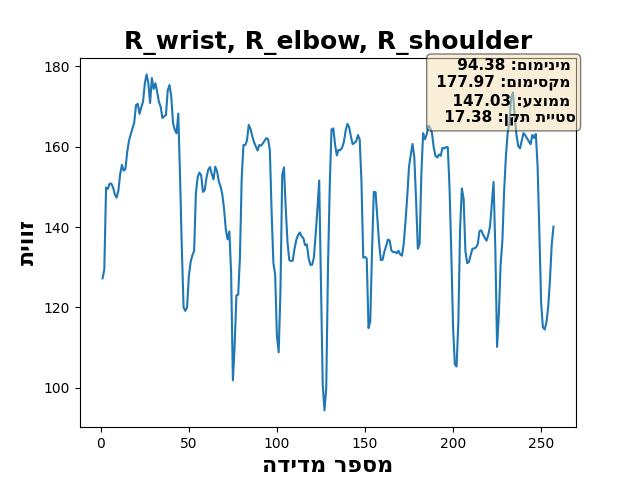 R_wrist, R_elbow, R_shoulder
מינימום: 94.38
מקסימום: 177.97
ממוצע: 147.03
סטיית תקן: 17.38
180
160
140
120
100
זווית
0 50 100 150 200 250
מספר מדידה